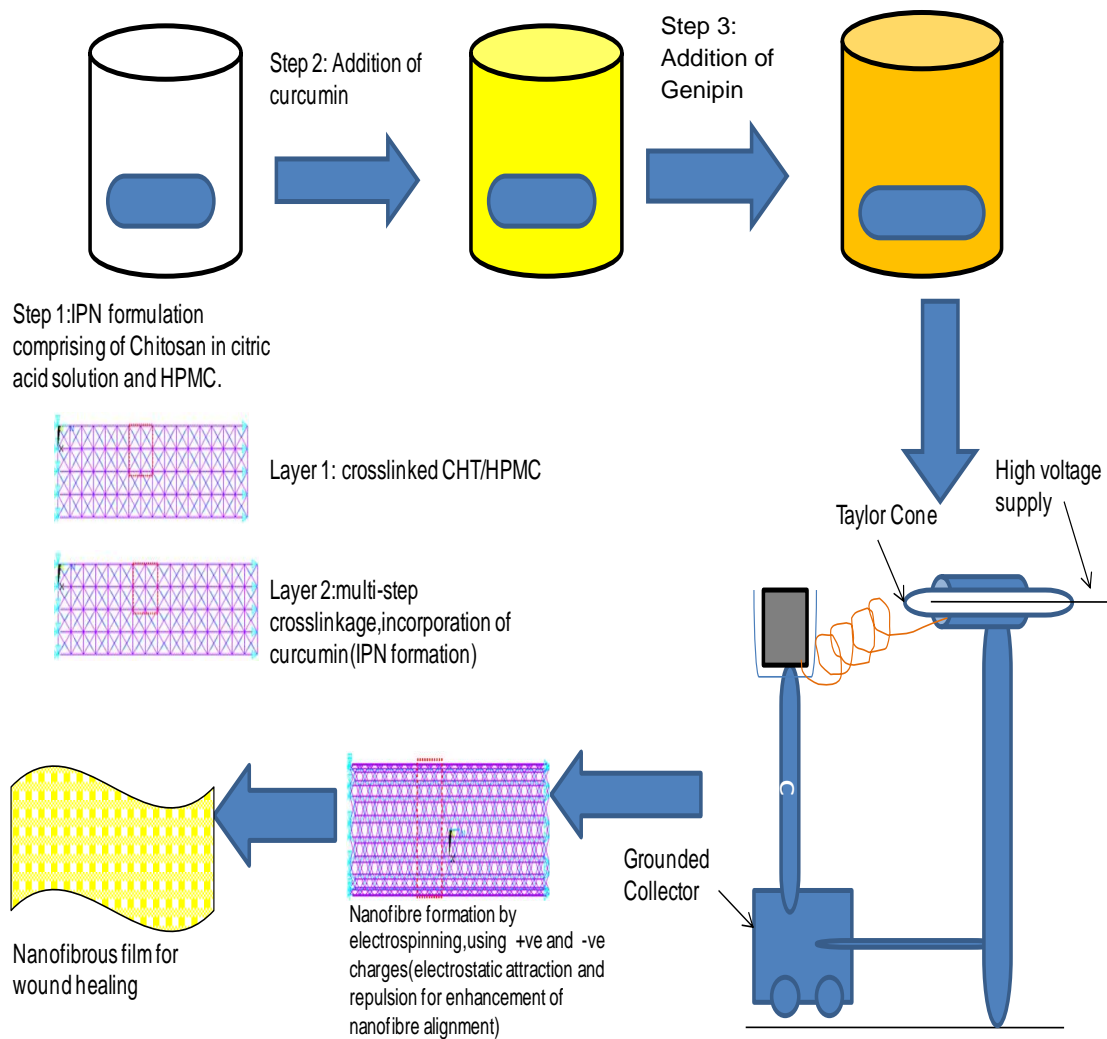 Step 2: Addition of
curcumin
Step 3:
Addition of
Genipin
Step 1:IPN formulation
comprising of Chitosan in citric
acid solution and HPMC.
Layer 1: crosslinked CHT/HPMC
Layer 2:multi-step
crosslinkage,incorporation of
curcumin(IPN formation)
High voltage
supply
Taylor Cone
C
Grounded
Collector
Nanofibre formation by
electrospinning,using +ve and -ve
charges(electrostatic attraction and
repulsion for enhancement of
nanofibre alignment)
Nanofibrous film for
wound healing